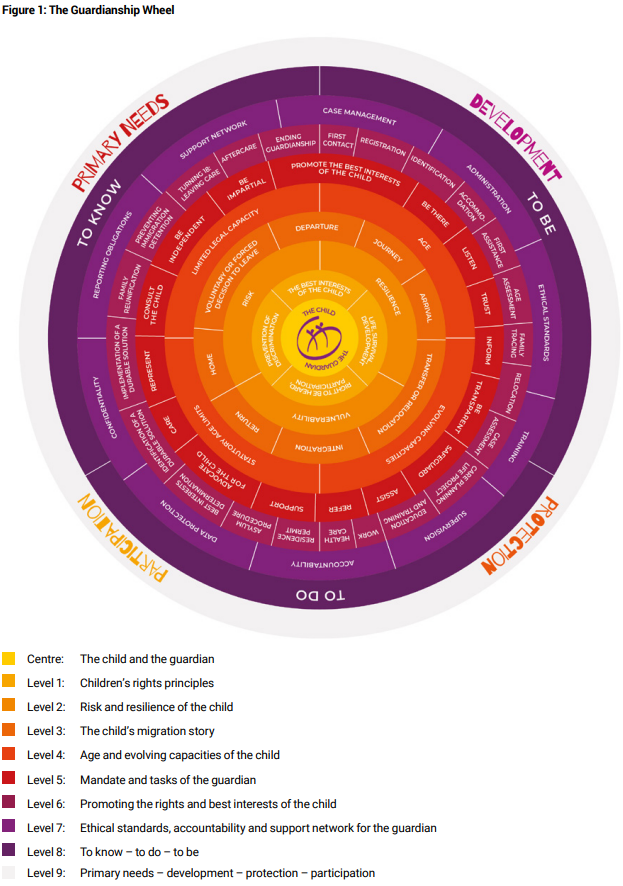 Figure 1: The Guardianship Wheel
PRIMARY NEEDS
DEVELOPMENT
PROTECTION
PARTICIPATION
TO KNOW
TO BE
TO DO
CASE MANAGEMENT
ADMINISTRATION
ETHICAL STANDARDS
TRAINING
SUPERVISION
ACCOUNTABILITY
DATA PROTECTION
CONFIDENTIALITY
REPORTING OBLIGATIONS
SUPPORT NETWORK
FIRST
CONTACT
REGISTRATION
IDENTIFICATION
ACCOMMO-
DATION
FIRST
ASSISTANCE
AGE
ASSESSMENT
FAMILY
TRACING
RELOCATION
CASE
ASSESSMENT
CARE PLANNING
LIFE PROJECT
EDUCATION
AND TRAINING
WORK
HEALTH
CARE
RESIDENCE
PERMIT
ASYLUM
PROCEDURE
BEST INTERESTS
DETERMINATION
IDENTIFICATION OF A
DURABLE SOLUTION
IMPLEMENTATION OF A
DURABLE SOLUTION
FAMILY
REUNIFICATION
PREVENTING
IMMIGRATION
DETENTION
TURNING 18:
LEAVING CARE
AFTERCARE
ENDING
GUARDIANSHIP
PROMOTE THE BEST INTERESTS
OF THE CHILD
BE THERE
LISTEN
TRUST
INFORM
BE
TRANSPARENT
SAFEGUARD
ASSIST
REFER
SUPPORT
ADVOCATE
FOR THE CHILD
CARE
REPRESENT
CONSULT
THE CHILD
BE
INDEPENDENT
BE
IMPARTIAL
AGE
EVOLVING CAPACITIES
STATUTORY AGE LIMITS
LIMITED LEGAL CAPACITY
DEPARTURE
JOURNEY
ARRIVAL
TRANSFER OR RELOCATION
INTEGRATION
RETURN
HOME
VOLUNTARY OR FORCED
DECISION TO LEAVE
RESILIENCE
VULNERABILITY
RISK
THE BEST INTERESTS
OF THE CHILD
LIFE, SURVIVAL,
DEVELOPMENT
RIGHT TO BE HEARD,
PARTICIPATION
PREVENTION OF
DISCRIMINATION
THE CHILD
THE GUARDIAN
Centre: The child and the guardian
Level 1: Children's rights principles
Level 2: Risk and resilience of the child
Level 3: The child's migration story
Level 4: Age and evolving capacities of the child
Level 5: Mandate and tasks of the guardian
Level 6: Promoting the rights and best interests of the child
Level 7: Ethical standards, accountability and support network for the guardian
Level 8: To know – to do – to be
Level 9: Primary needs – development – protection – participation